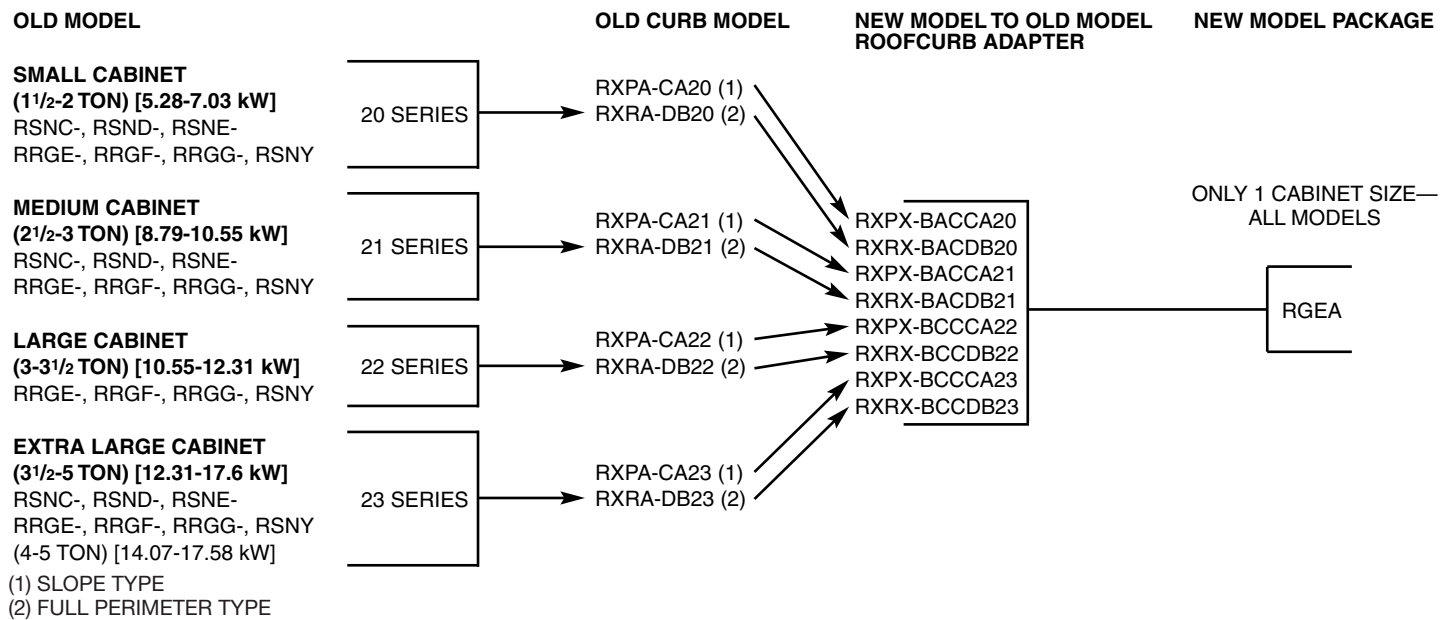 OLD MODEL
OLD CURB MODEL
NEW MODEL TO OLD MODEL
ROOFCURB ADAPTER
NEW MODEL PACKAGE
SMALL CABINET
(11/2-2 TON) [5.28-7.03 kW]
RSNC-, RSND-, RSNE-
RRGE-, RRGF-, RRGG-, RSNY
20 SERIES
RXPA-CA20 (1)
RXRA-DB20 (2)
MEDIUM CABINET
(21/2-3 TON) [8.79-10.55 kW]
RSNC-, RSND-, RSNE-
RRGE-, RRGF-, RRGG-, RSNY
21 SERIES
RXPA-CA21 (1)
RXRA-DB21 (2)
LARGE CABINET
(3-31/2 TON) [10.55-12.31 kW]
RRGE-, RRGF-, RRGG-, RSNY
22 SERIES
RXPA-CA22 (1)
RXRA-DB22 (2)
EXTRA LARGE CABINET
(31/2-5 TON) [12.31-17.6 kW]
RSNC-, RSND-, RSNE-
RRGE-, RRGF-, RRGG-, RSNY
(4-5 TON) [14.07-17.58 kW]
23 SERIES
RXPA-CA23 (1)
RXRA-DB23 (2)
RXPX-BACCA20
RXRX-BACDB20
RXPX-BACCA21
RXRX-BACDB21
RXPX-BCCCA22
RXRX-BCCDB22
RXPX-BCCCA23
RXRX-BCCDB23
ONLY 1 CABINET SIZE—
ALL MODELS
RGEA
(1) SLOPE TYPE
(2) FULL PERIMETER TYPE